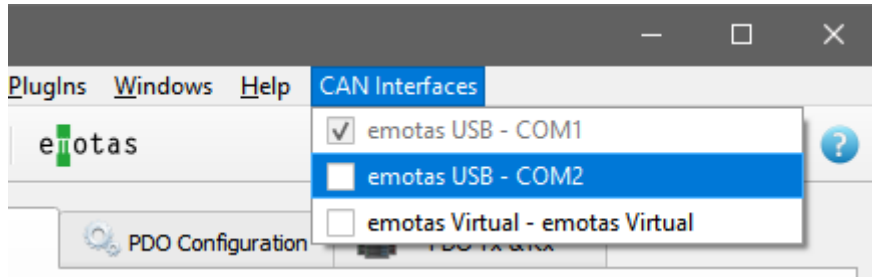 PlugIns Windows Help CAN Interfaces
emotas
emotas USB - COM1
emotas USB - COM2
emotas Virtual - emotas Virtual
PDO Configuration